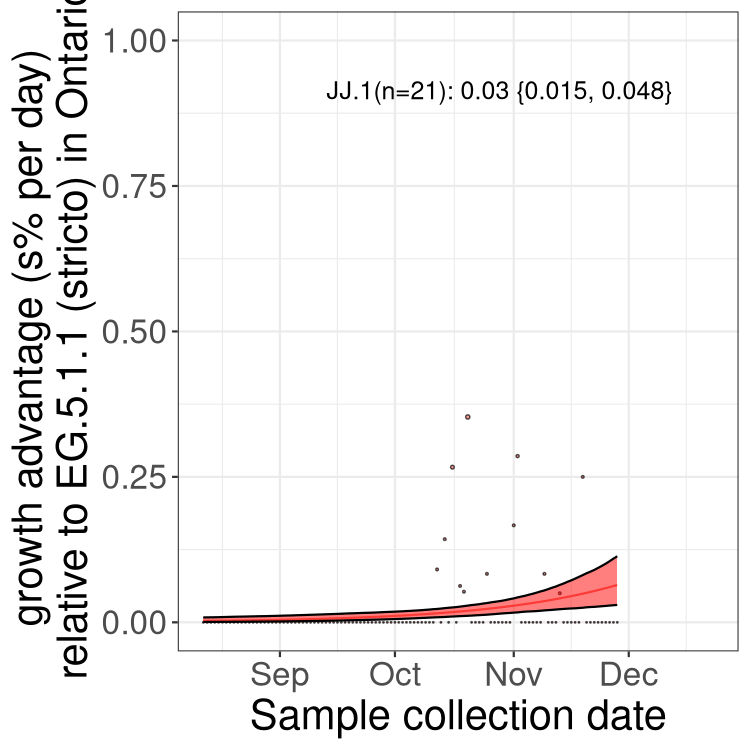 growth advantage (s% per day)
relative to EG.5.1.1 (stricto) in Ontario
1.00
0.75
0.50
0.25
0.00
JJ.1(n=21): 0.03 {0.015, 0.048}
Sep Oct Nov Dec
Sample collection date